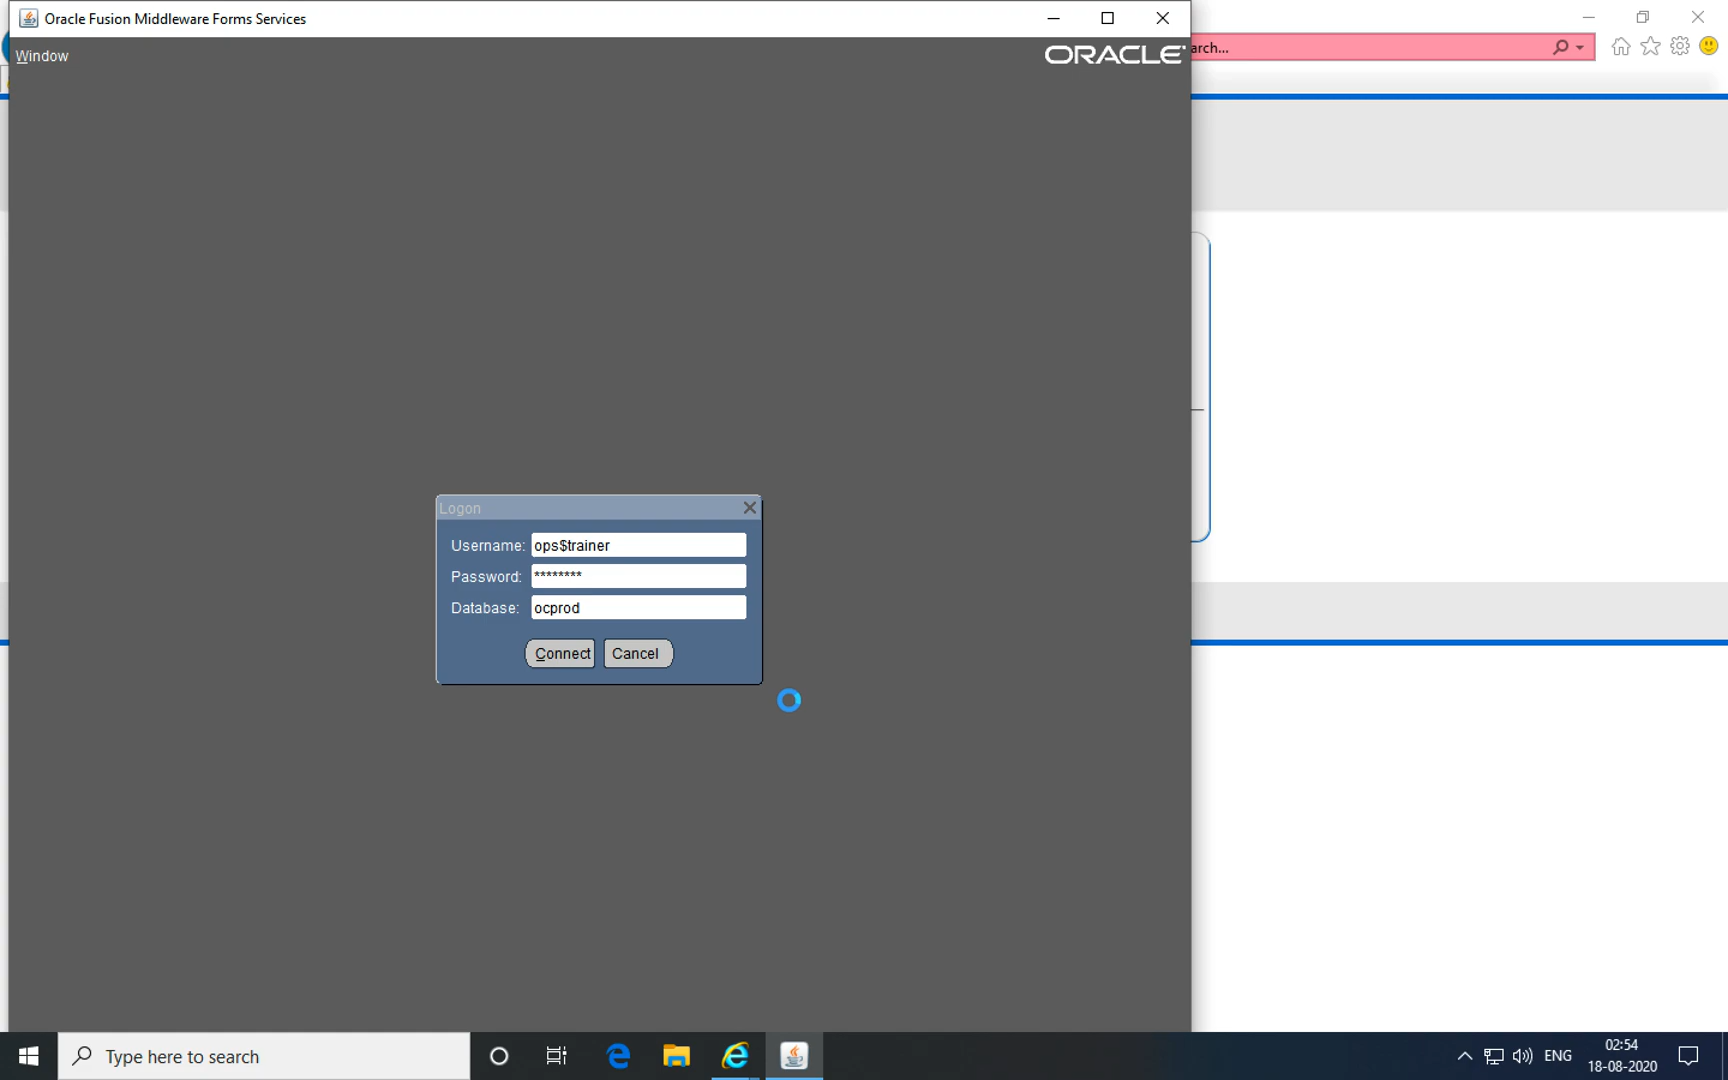 Oracle Fusion Middleware Forms Services
Window
ORACLE
arch...
Logon
Username: ops$trainer
Password: ********
Database: ocprod
Connect Cancel
Type here to search
ENG
02:54
18-08-2020